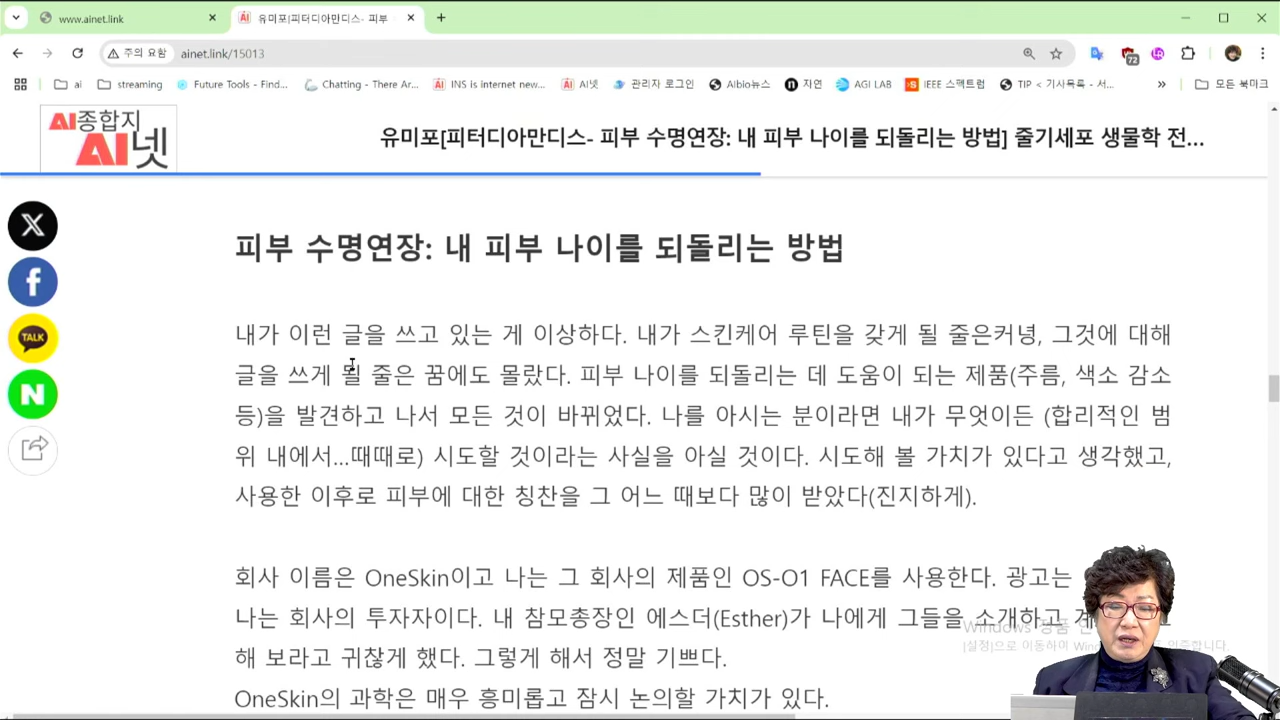 www.ainet.link
유미포[피터디아만디스- 피부
주의 요함
ainet.link/15013
72
ai
streaming
Future Tools - Find...
Chatting - There Ar...
INS is internet new...
AI넷
관리자 로그인
AIbio뉴스
자연
AGI LAB
IEEE 스펙트럼
TIP < 기사목록 - 서...
모든 북마크
AI종합지
AI넷
유미포[피터디아만디스- 피부 수명연장: 내 피부 나이를 되돌리는 방법] 줄기세포 생물학 전...
TALK
N
피부 수명연장: 내 피부 나이를 되돌리는 방법
내가 이런 글을 쓰고 있는 게 이상하다. 내가 스킨케어 루틴을 갖게 될 줄은커녕, 그것에 대해
글을 쓰게 될 줄은 꿈에도 몰랐다. 피부 나이를 되돌리는 데 도움이 되는 제품(주름, 색소 감소
등)을 발견하고 나서 모든 것이 바뀌었다. 나를 아시는 분이라면 내가 무엇이든 (합리적인 범
위 내에서...때때로) 시도할 것이라는 사실을 아실 것이다. 시도해 볼 가치가 있다고 생각했고,
사용한 이후로 피부에 대한 칭찬을 그 어느 때보다 많이 받았다(진지하게).
회사 이름은 OneSkin이고 나는 그 회사의 제품인 OS-O1 FACE를 사용한다. 광고는
나는 회사의 투자자이다. 내 참모총장인 에스더(Esther)가 나에게 그들을 소개하고
해 보라고 귀찮게 했다. 그렇게 해서 정말 기쁘다.
OneSkin의 과학은 매우 흥미롭고 잠시 논의할 가치가 있다.
Windows 정품
[설정]으로 이동하여 Win